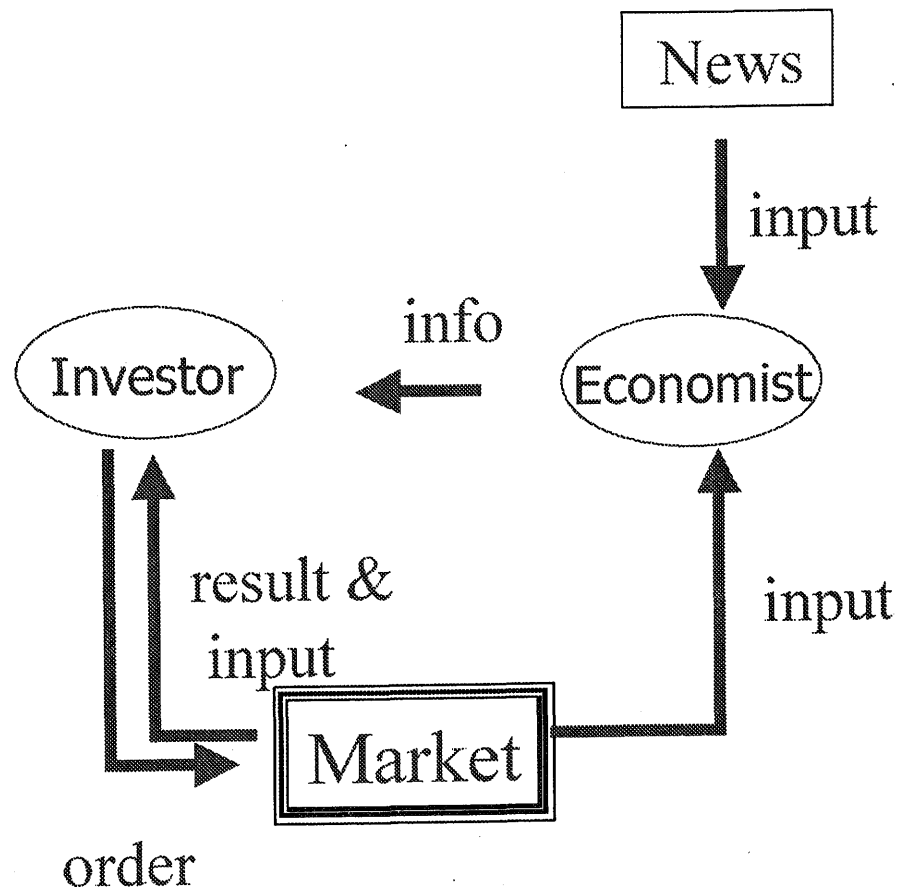 News
input
info
Investor
Economist
result &
input
input
Market
order